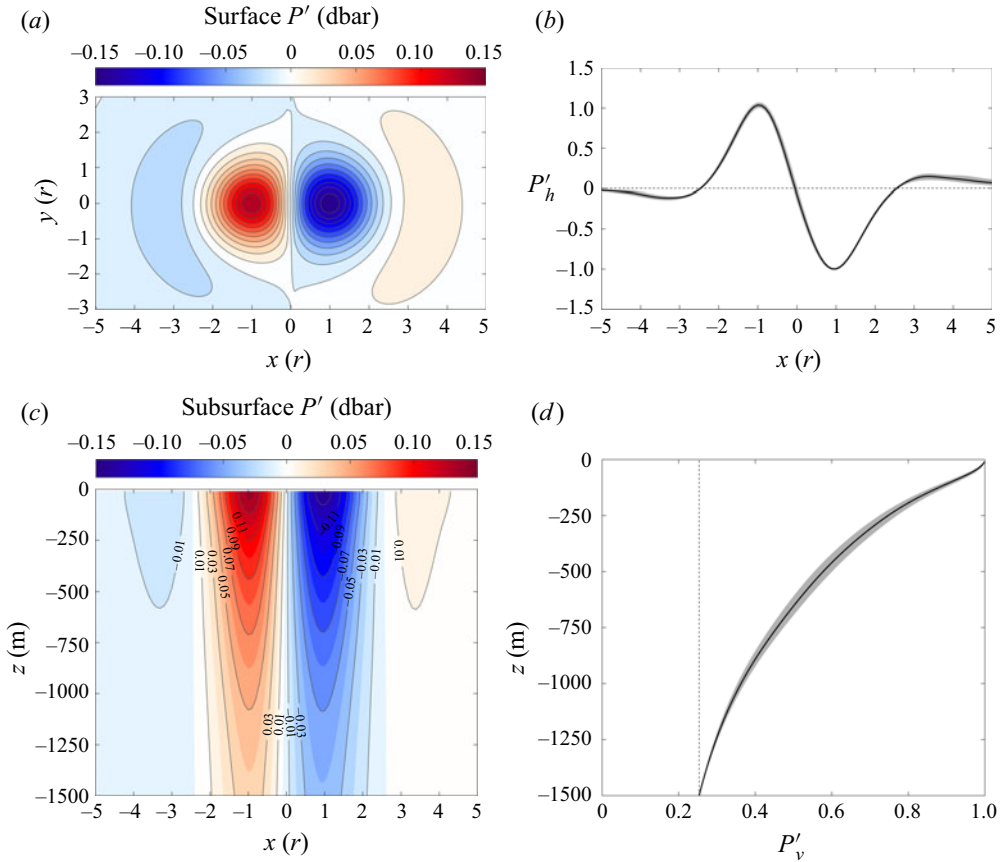 (a) Surface P′ (dbar)
–0.15 –0.10 –0.05 0 0.05 0.10 0.15
3
2
1
0
–1
–2
–3
y (r)
–5 –4 –3 –2 –1 0 1 2 3 4 5
x (r)
(b)
1.5
1.0
0.5
0
–0.5
–1.0
–1.5
P′h
–5 –4 –3 –2 –1 0 1 2 3 4 5
x (r)
(c) Subsurface P′ (dbar)
–0.15 –0.10 –0.05 0 0.05 0.10 0.15
0
–250
–500
–750
–1000
–1250
–1500
z (m)
–0.01 0.01 0.03 0.05 0.07 0.09 0.11 –0.11 –0.09 –0.07 –0.05 –0.03 –0.01 0.01
0.03 0.01 –0.01 –0.03
–5 –4 –3 –2 –1 0 1 2 3 4 5
x (r)
(d)
0
–250
–500
–750
–1000
–1250
–1500
z (m)
0 0.2 0.4 0.6 0.8 1.0
P′v